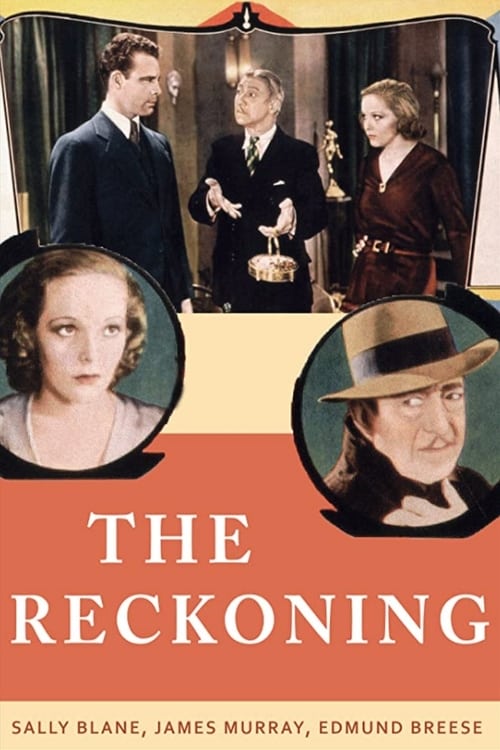 THE
RECKONING
SALLY BLANE, JAMES MURRAY, EDMUND BREESE